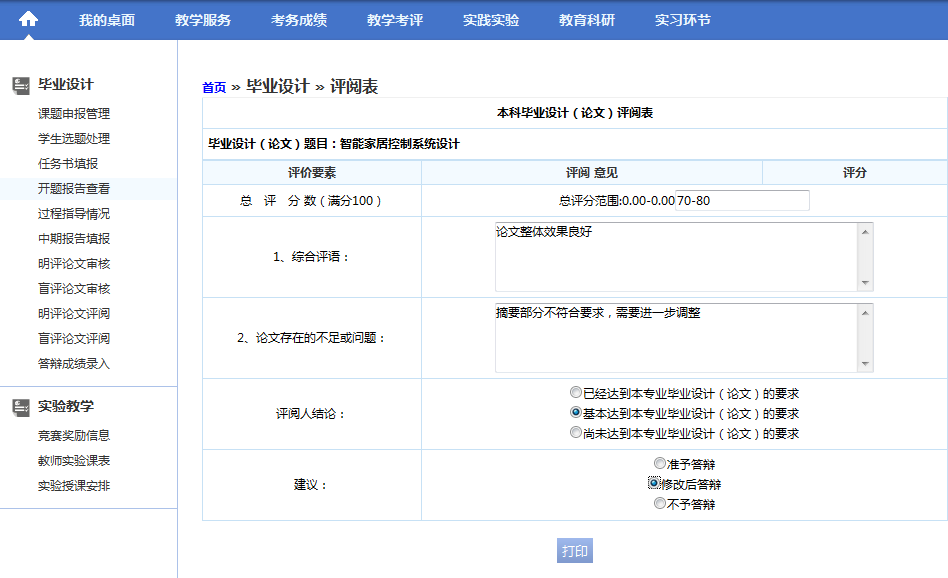 我的桌面 教学服务 考务成绩 教学考评 实践实验 教育科研 实习环节
毕业设计
课题申报管理
学生选题处理
任务书填报
开题报告查看
过程指导情况
中期报告填报
明评论文审核
盲评论文审核
明评论文评阅
盲评论文评阅
答辩成绩录入
实验教学
竞赛奖励信息
教师实验课表
实验授课安排
首页 » 毕业设计 » 评阅表
本科毕业设计（论文）评阅表
毕业设计（论文）题目：智能家居控制系统设计
评价要素 评阅 意见 评分
总 评 分 数（满分100 ） 总评分范围:0.00-0.00 70-80
1、综合评语： 论文整体效果良好
2、论文存在的不足或问题： 摘要部分不符合要求，需要进一步调整
评阅人结论：
已经达到本专业毕业设计（论文）的要求
基本达到本专业毕业设计（论文）的要求
尚未达到本专业毕业设计（论文）的要求
建议：
准予答辩
修改后答辩
不予答辩
打印